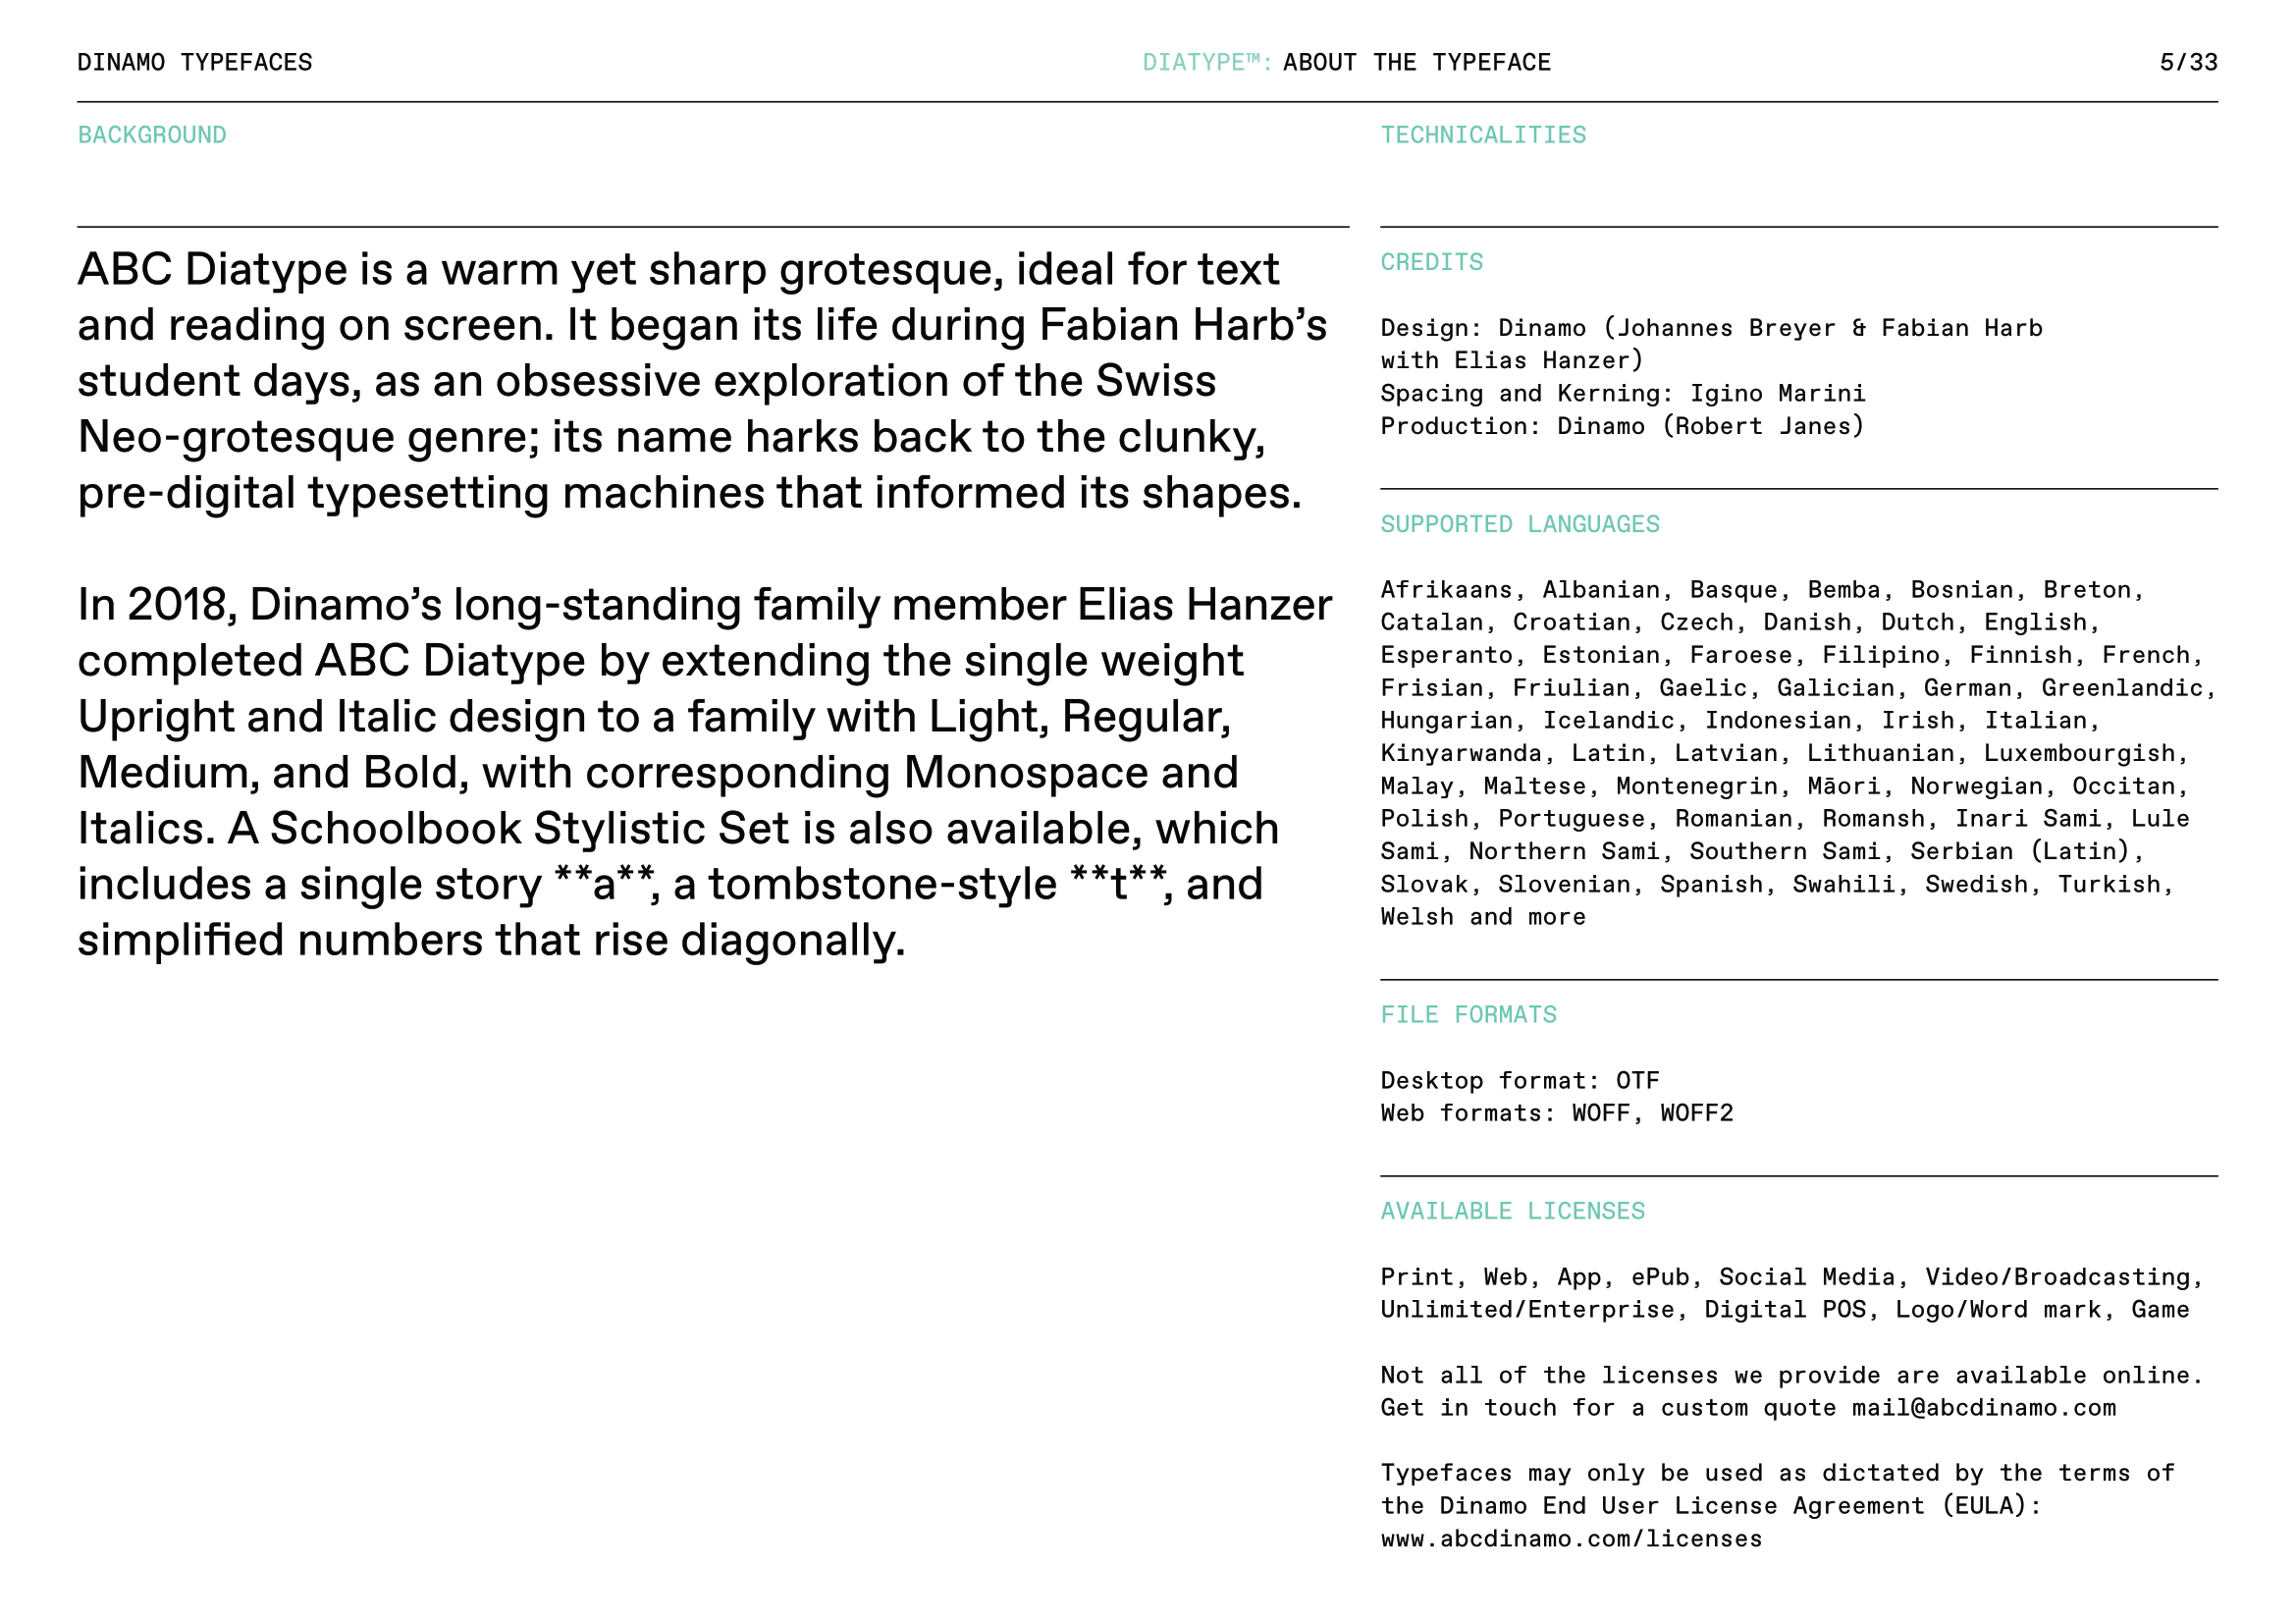 DINAMO TYPEFACES
DIATYPE™: ABOUT THE TYPEFACE
5/33
BACKGROUND
ABC Diatype is a warm yet sharp grotesque, ideal for text
and reading on screen. It began its life during Fabian Harb’s
student days, as an obsessive exploration of the Swiss
Neo-grotesque genre; its name harks back to the clunky,
pre-digital typesetting machines that informed its shapes.
In 2018, Dinamo’s long-standing family member Elias Hanzer
completed ABC Diatype by extending the single weight
Upright and Italic design to a family with Light, Regular,
Medium, and Bold, with corresponding Monospace and
Italics. A Schoolbook Stylistic Set is also available, which
includes a single story **a**, a tombstone-style **t**, and
simplified numbers that rise diagonally.
TECHNICALITIES
CREDITS
Design: Dinamo (Johannes Breyer & Fabian Harb
with Elias Hanzer)
Spacing and Kerning: Igino Marini
Production: Dinamo (Robert Janes)
SUPPORTED LANGUAGES
Afrikaans, Albanian, Basque, Bemba, Bosnian, Breton,
Catalan, Croatian, Czech, Danish, Dutch, English,
Esperanto, Estonian, Faroese, Filipino, Finnish, French,
Frisian, Friulian, Gaelic, Galician, German, Greenlandic,
Hungarian, Icelandic, Indonesian, Irish, Italian,
Kinyarwanda, Latin, Latvian, Lithuanian, Luxembourgish,
Malay, Maltese, Montenegrin, Māori, Norwegian, Occitan,
Polish, Portuguese, Romanian, Romansh, Inari Sami, Lule
Sami, Northern Sami, Southern Sami, Serbian (Latin),
Slovak, Slovenian, Spanish, Swahili, Swedish, Turkish,
Welsh and more
FILE FORMATS
Desktop format: OTF
Web formats: WOFF, WOFF2
AVAILABLE LICENSES
Print, Web, App, ePub, Social Media, Video/Broadcasting,
Unlimited/Enterprise, Digital POS, Logo/Word mark, Game
Not all of the licenses we provide are available online.
Get in touch for a custom quote mail@abcdinamo.com
Typefaces may only be used as dictated by the terms of
the Dinamo End User License Agreement (EULA):
www.abcdinamo.com/licenses